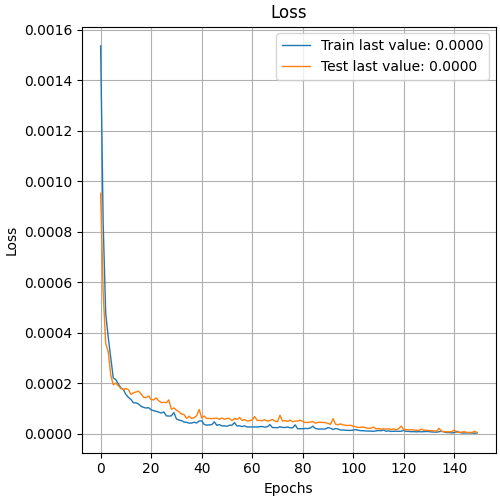 Loss
Train last value: 0.0000
Test last value: 0.0000
0.0016
0.0014
0.0012
0.0010
0.0008
0.0006
0.0004
0.0002
0.0000
Loss
0 20 40 60 80 100 120 140
Epochs